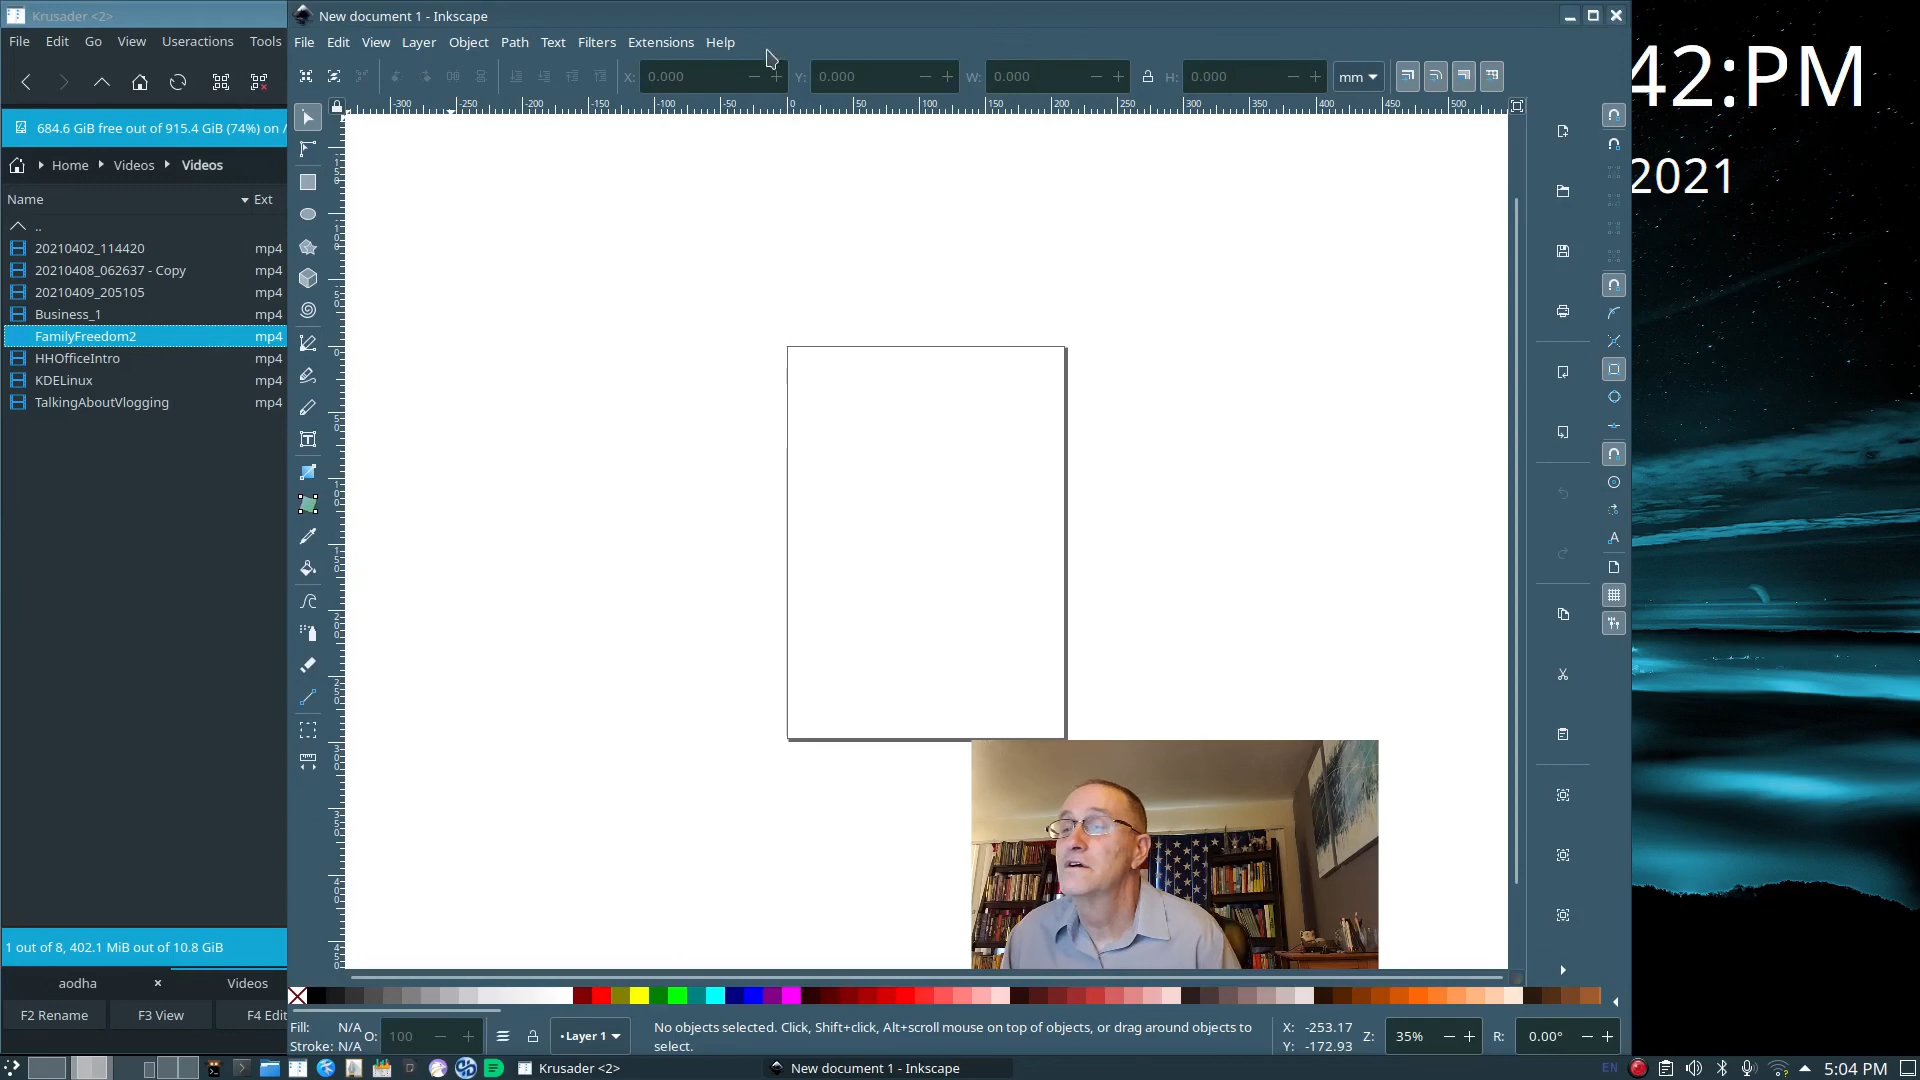 Krusader <2>
File Edit Go View Useractions Tools
684.6 GiB free out of 915.4 GiB (74%) on /
Home Videos Videos
Name Ext
..
20210402_114420 mp4
20210408_062637 - Copy mp4
20210409_205105 mp4
Business_1 mp4
FamilyFreedom2 mp4
HHOfficeIntro mp4
KDELinux mp4
TalkingAboutVlogging mp4
1 out of 8, 402.1 MiB out of 10.8 GiB
aodha Videos
F2 Rename F3 View F4 Edit
New document 1 - Inkscape
File Edit View Layer Object Path Text Filters Extensions Help
X: 0.000 Y: 0.000 W: 0.000 H: 0.000 mm
-300 -250 -200 -150 -100 -50 0 50 100 150 200 250 300 350 400 450 500
Fill: N/A O: 100
Stroke: N/A
•Layer 1
No objects selected. Click, Shift+click, Alt+scroll mouse on top of objects, or drag around objects to
select.
X: -253.17
Y: -172.93
Z: 35% R: 0.00°
42:PM
2021
Krusader <2> New document 1 - Inkscape EN 5:04 PM